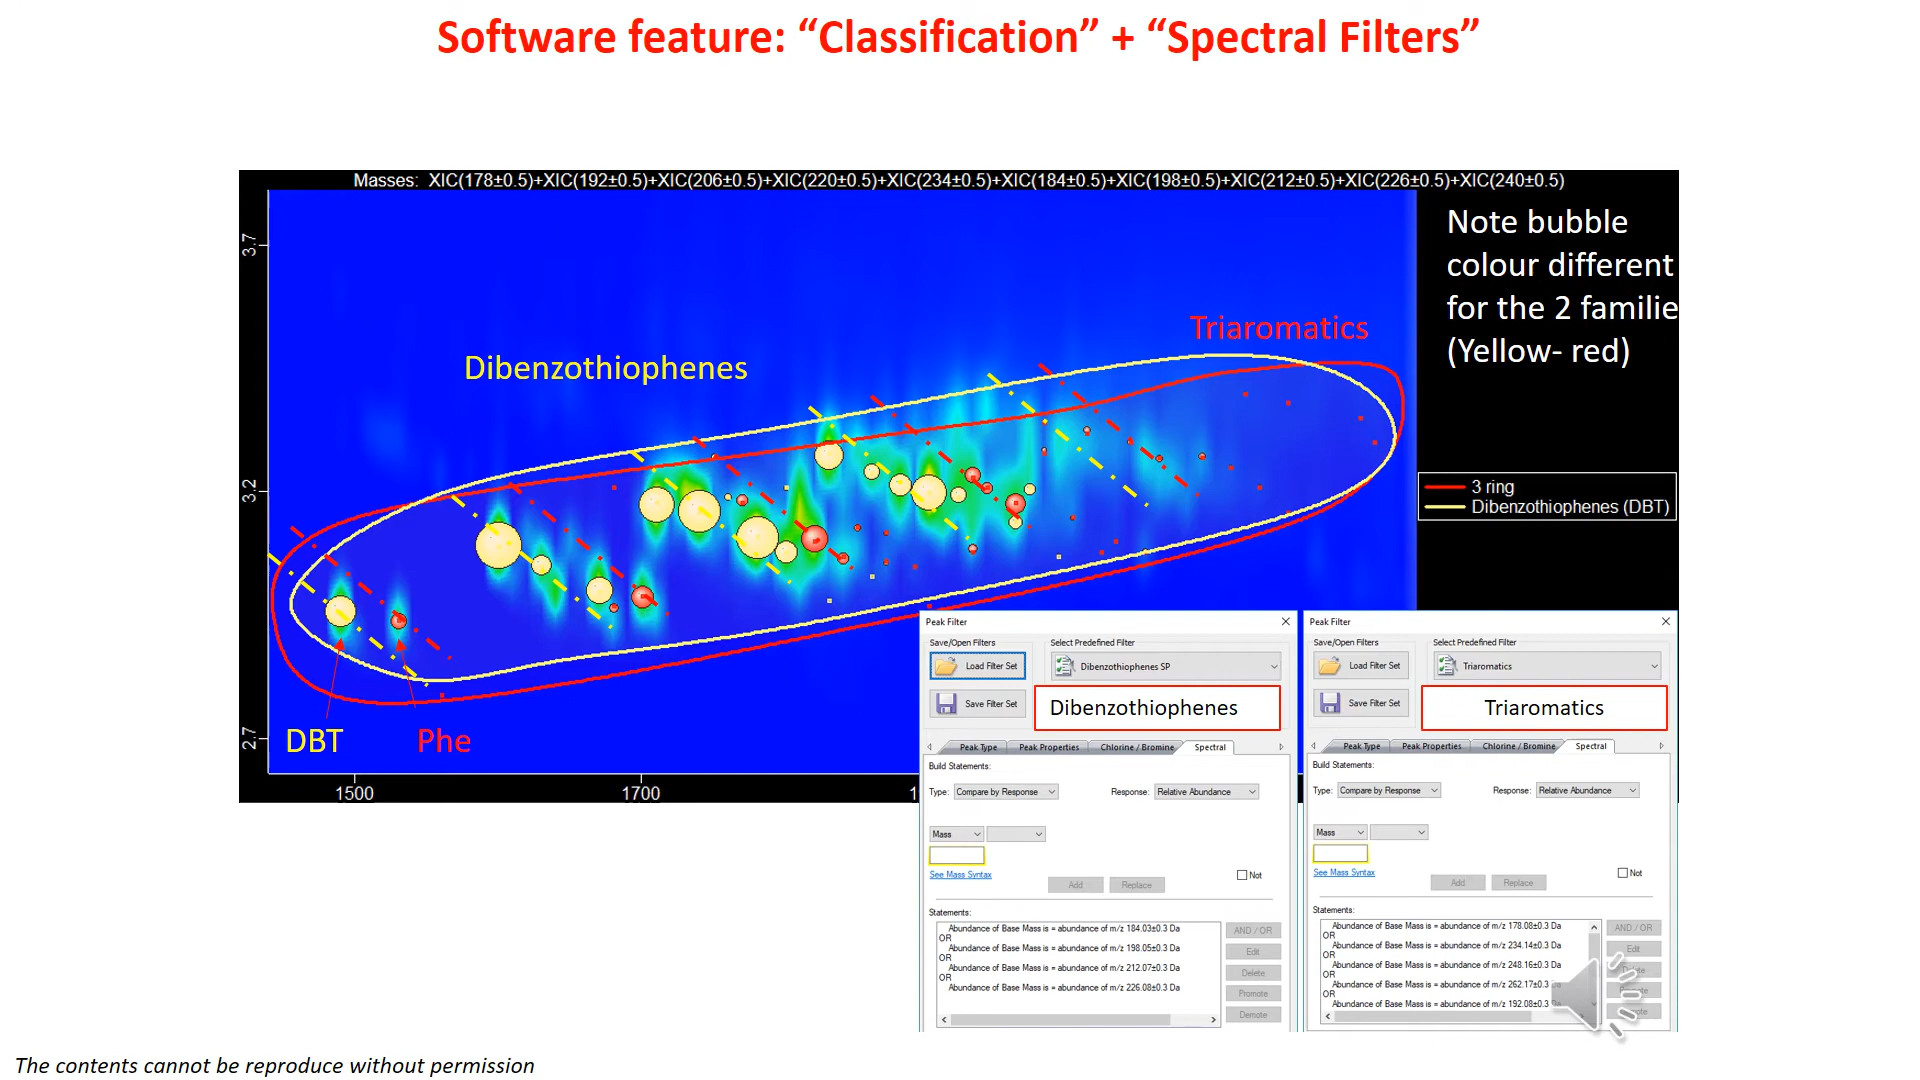 Software feature: “Classification” + “Spectral Filters”
Masses: XIC(178±0.5)+XIC(192±0.5)+XIC(206±0.5)+XIC(220±0.5)+XIC(234±0.5)+XIC(184±0.5)+XIC(198±0.5)+XIC(212±0.5)+XIC(226±0.5)+XIC(240±0.5)
Note bubble
colour different
for the 2 familie
(Yellow- red)
3.7
3.2
2.7
Triaromatics
Dibenzothiophenes
3 ring
Dibenzothiophenes (DBT)
DBT
Phe
1500
1700
1
Peak Filter
Save/Open Filters
Select Predefined Filter
Load Filter Set
Dibenzothiophenes SP
Save Filter Set
Dibenzothiophenes
Peak Type
Peak Properties
Chlorine / Bromine
Spectral
Build Statements:
Type:
Compare by Response
Response:
Relative Abundance
Mass
See Mass Syntax
Not
Add
Replace
Statements:
Abundance of Base Mass is = abundance of m/z 184.03±0.3 Da
OR
Abundance of Base Mass is = abundance of m/z 198.05±0.3 Da
OR
Abundance of Base Mass is = abundance of m/z 212.07±0.3 Da
OR
Abundance of Base Mass is = abundance of m/z 226.08±0.3 Da
AND / OR
Edit
Delete
Promote
Demote
Peak Filter
Save/Open Filters
Select Predefined Filter
Load Filter Set
Triaromatics
Save Filter Set
Triaromatics
Peak Type
Peak Properties
Chlorine / Bromine
Spectral
Build Statements:
Type:
Compare by Response
Response:
Relative Abundance
Mass
See Mass Syntax
Not
Add
Replace
Statements:
Abundance of Base Mass is = abundance of m/z 178.08±0.3 Da
OR
Abundance of Base Mass is = abundance of m/z 234.14±0.3 Da
OR
Abundance of Base Mass is = abundance of m/z 248.16±0.3 Da
OR
Abundance of Base Mass is = abundance of m/z 262.17±0.3 Da
OR
Abundance of Base Mass is = abundance of m/z 192.08±0.3 Da
AND / OR
Edit
Delete
The contents cannot be reproduce without permission